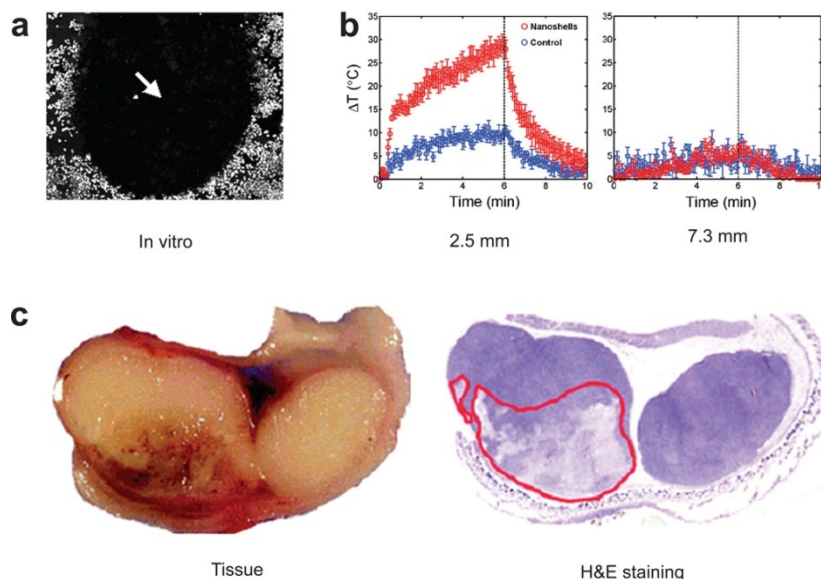 a
In vitro
b
ΔT (°C)
35
30
25
20
15
10
5
0
Nanoshells
Control
0 2 4 6 8 10
Time (min)
2.5 mm
35
30
25
20
15
10
5
0
0 2 4 6 8 10
Time (min)
7.3 mm
c
Tissue
H&E staining